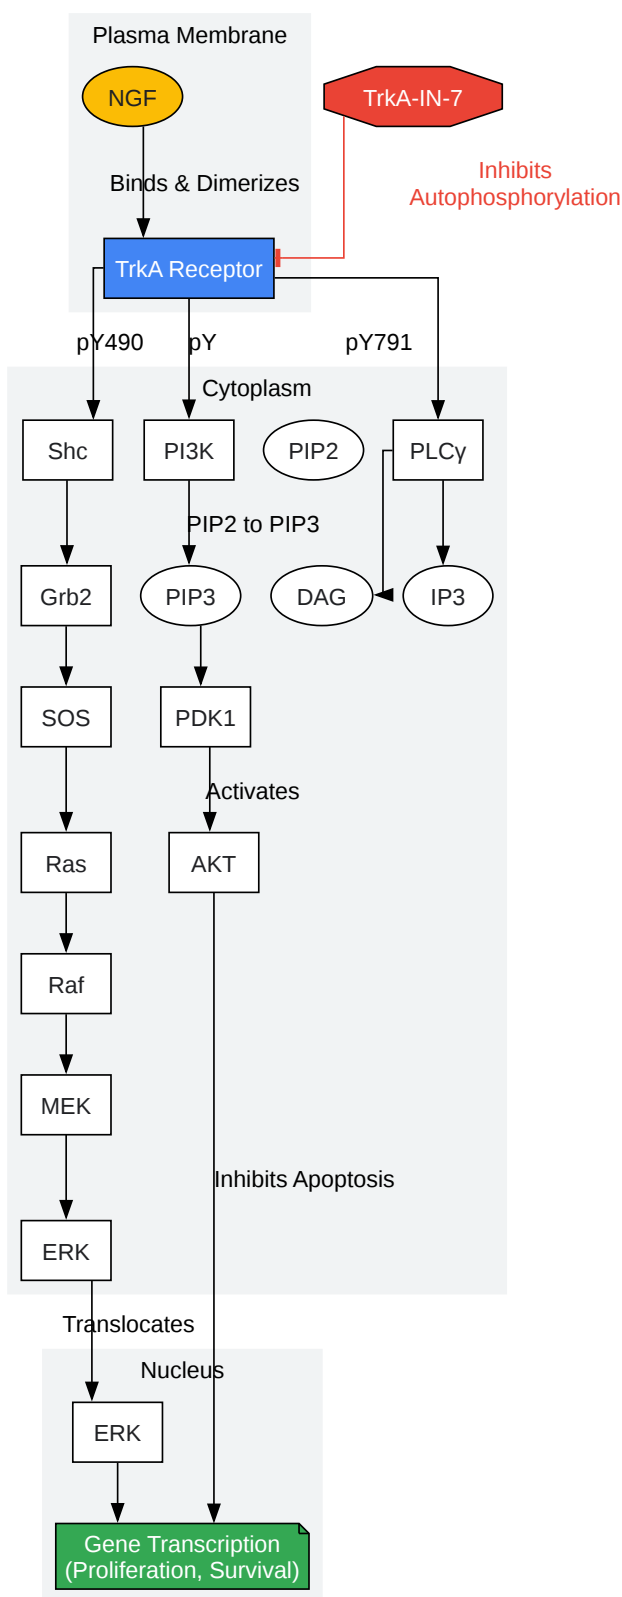 Plasma Membrane
NGF
TrkA-IN-7
Binds & Dimerizes
Inhibits
Autophosphorylation
TrkA Receptor
pY490
pY
pY791
Cytoplasm
Shc
PI3K
PIP2
PLCγ
PIP2 to PIP3
Grb2
PIP3
DAG
IP3
SOS
PDK1
Activates
Ras
AKT
Raf
MEK
Inhibits Apoptosis
ERK
Translocates
Nucleus
ERK
Gene Transcription
(Proliferation, Survival)